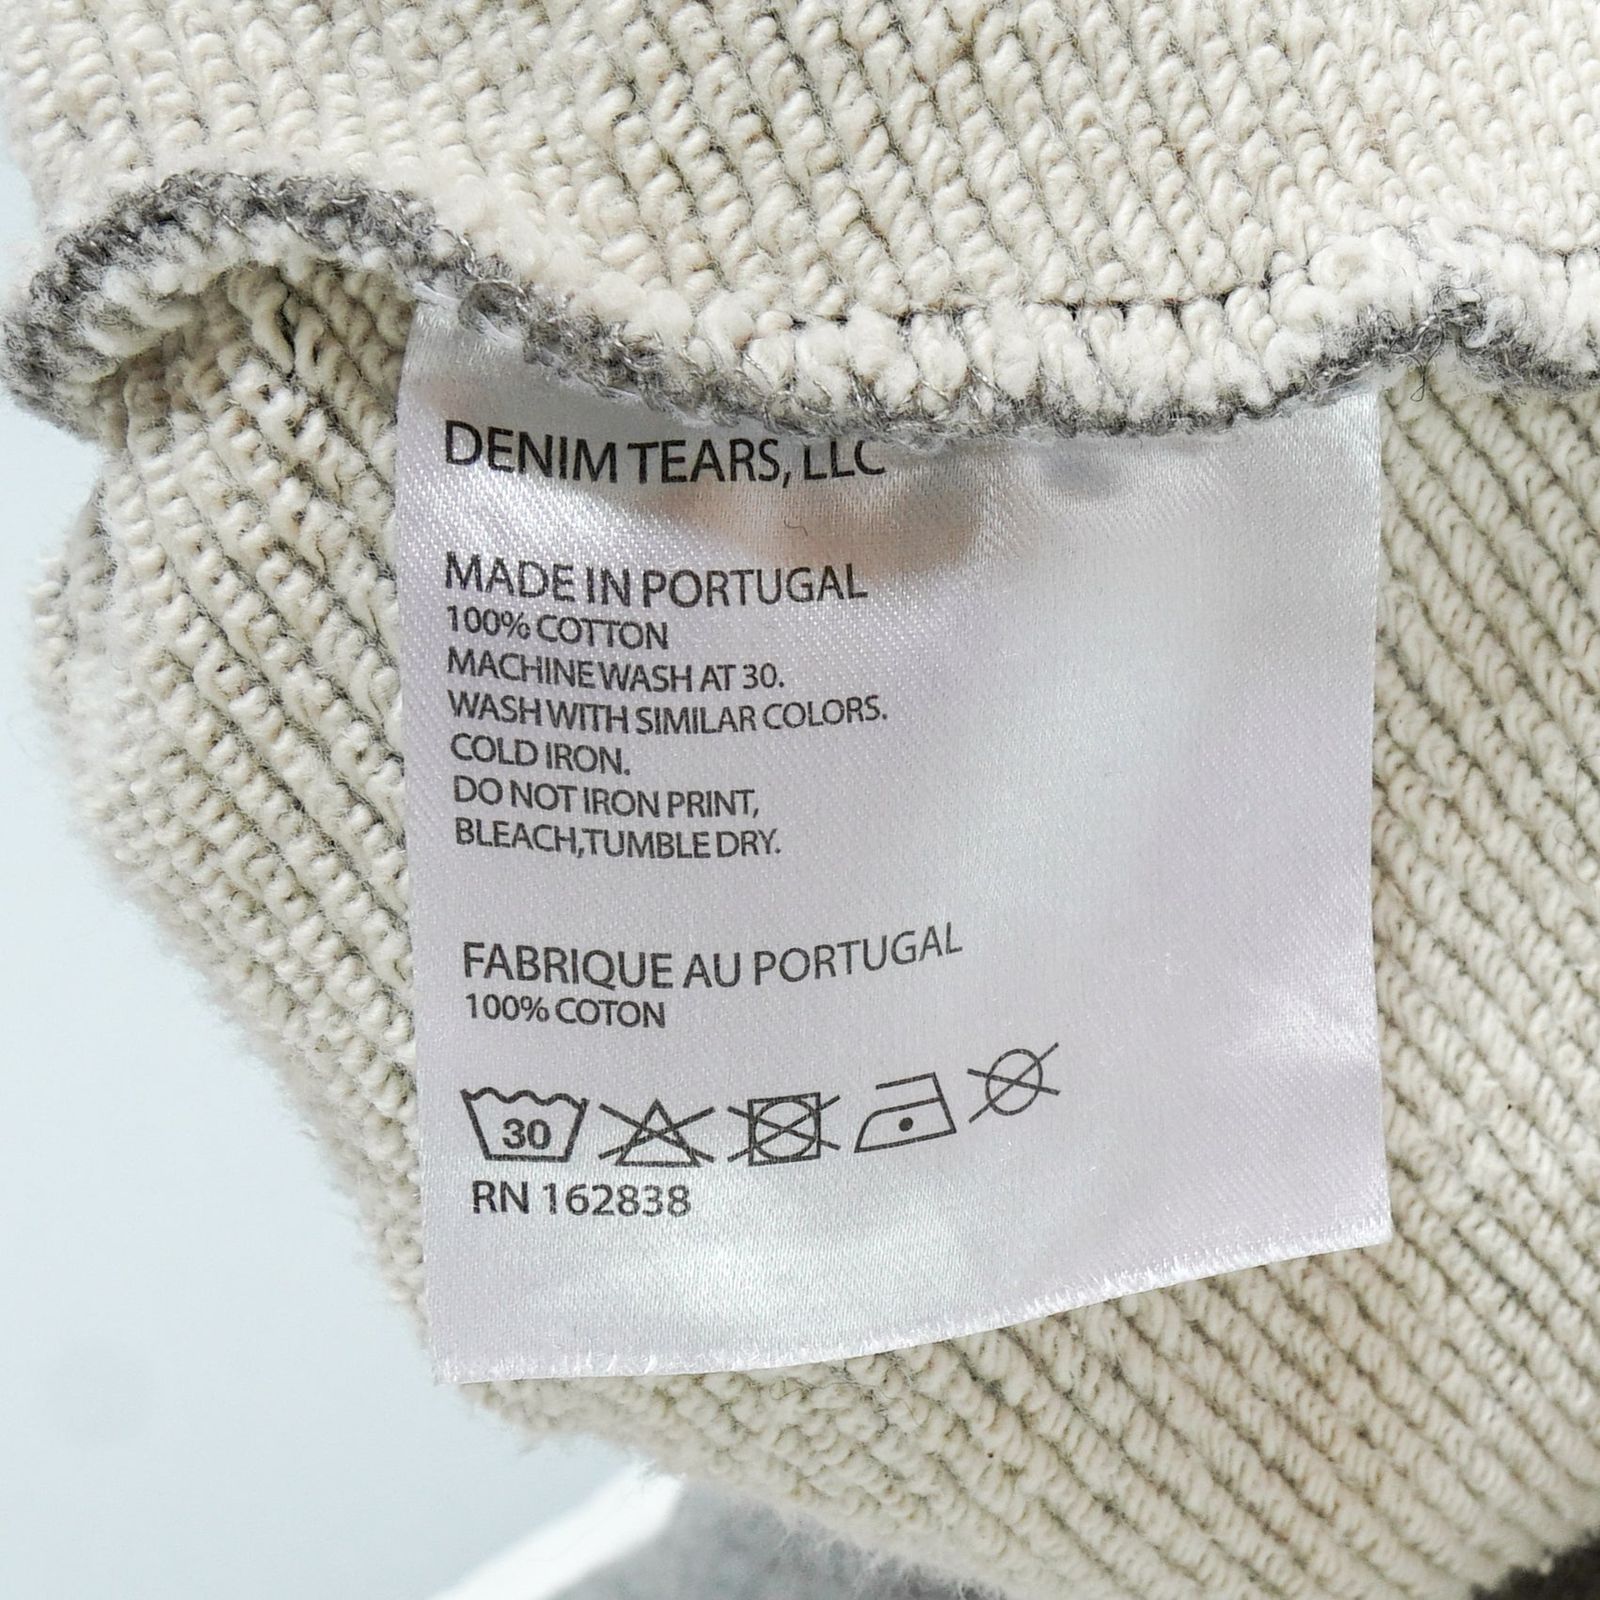 DENIM TEARS, LLC
MADE IN PORTUGAL
100% COTTON
MACHINE WASH AT 30.
WASH WITH SIMILAR COLORS.
COLD IRON.
DO NOT IRON PRINT,
BLEACH,TUMBLE DRY.
FABRIQUE AU PORTUGAL
100% COTON
30
RN 162838